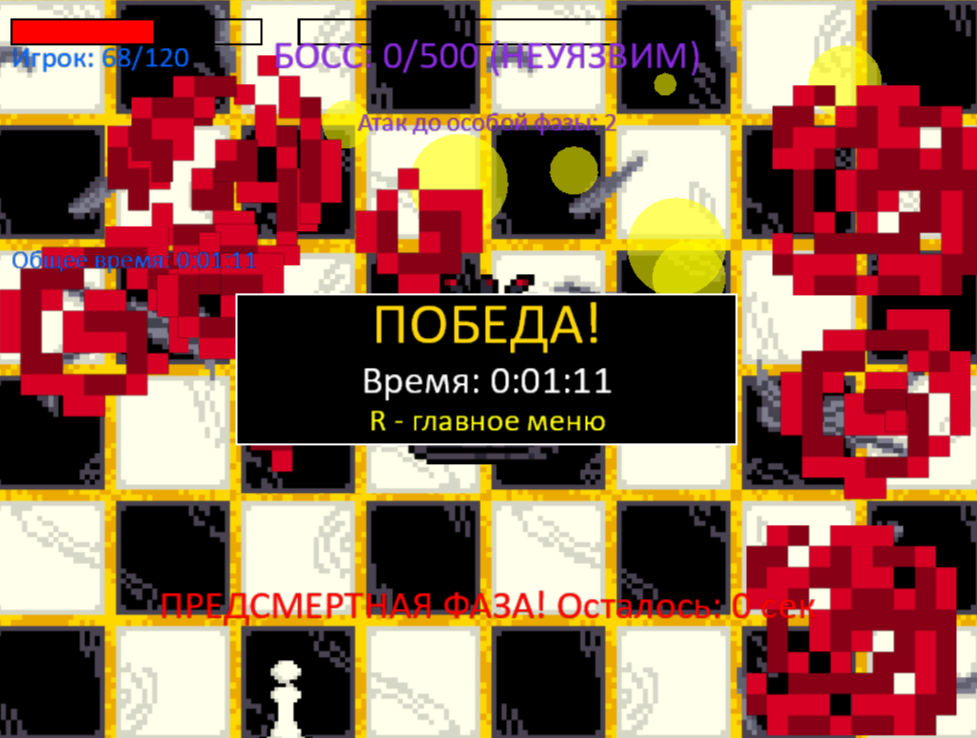 Игрок: 68/120
БОСС: 0/500 (НЕУЯЗВИМ)
Атак до особой фазы: 2
Общее время: 0:01:11
ПОБЕДА!
Время: 0:01:11
R - главное меню
ПРЕДСМЕРТНАЯ ФАЗА! Осталось: 0 сек